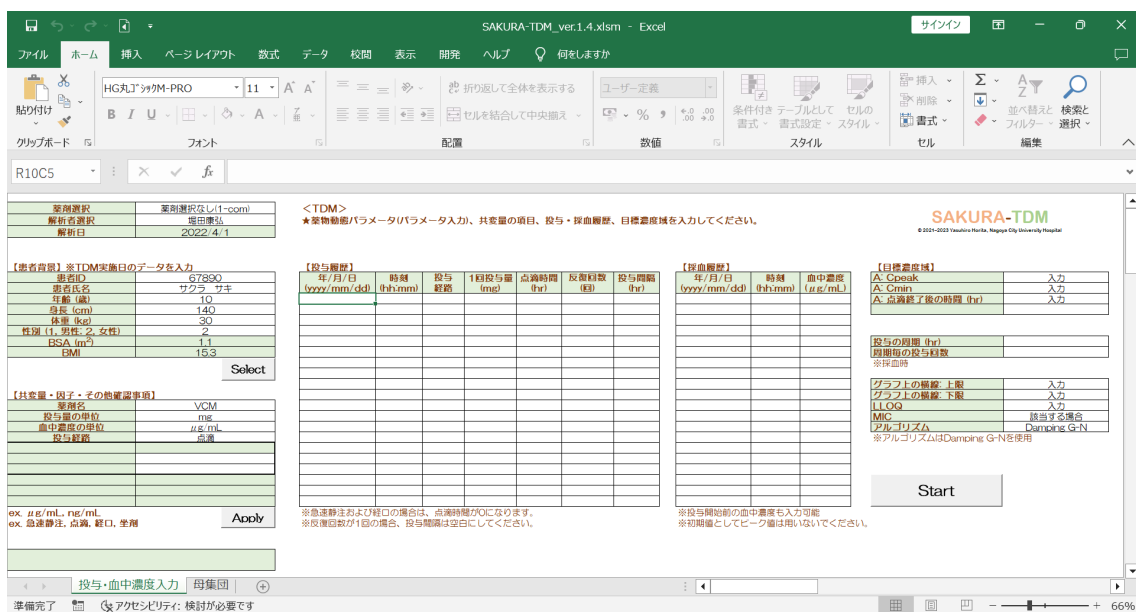 SAKURA-TDM_ver.1.4.xlsm - Excel
サインイン
ファイル ホーム 挿入 ページ レイアウト 数式 データ 校閲 表示 開発 ヘルプ 何をしますか
貼り付け
HG丸ゴシックM-PRO 11
折り返して全体を表示する
セルを結合して中央揃え
ユーザー定義
条件付き書式
テーブルとして書式設定
セルのスタイル
挿入
削除
書式
並べ替えとフィルター
検索と選択
クリップボード フォント 配置 数値 スタイル セル 編集
R10C5
薬剤選択 薬剤選択なし(1-com)
解析者選択 堀田康弘
解析日 2022/4/1
<TDM>
★薬物動態パラメータ(パラメータ入力)、共変量の項目、投与・採血履歴、目標濃度域を入力してください。
SAKURA-TDM
© 2021-2023 Yasuhiro Horita, Nagoya City University Hospital
【患者背景】※TDM実施日のデータを入力
患者ID 67890
患者氏名 サクラ サキ
年齢 (歳) 10
身長 (cm) 140
体重 (kg) 30
性別 (1, 男性; 2, 女性) 2
BSA (m²) 1.1
BMI 15.3
Select
【共変量・因子・その他確認事項】
薬剤名 VCM
投与量の単位 mg
血中濃度の単位 μg/mL
投与経路 点滴
ex. μg/mL, ng/mL
ex. 急速静注, 点滴, 経口, 坐剤
Apply
【投与履歴】
年/月/日 (yyyy/mm/dd) 時刻 (hh:mm) 投与経路 1回投与量 (mg) 点滴時間 (hr) 反復回数 (回) 投与間隔 (hr)
※急速静注および経口の場合は、点滴時間が0になります。
※反復回数が1回の場合、投与間隔は空白にしてください。
【採血履歴】
年/月/日 (yyyy/mm/dd) 時刻 (hh:mm) 血中濃度 (μg/mL)
※投与開始前の血中濃度も入力可能
※初期値としてピーク値は用いないでください。
【目標濃度域】
A: Cpeak 入力
A: Cmin 入力
A: 点滴終了後の時間 (hr) 入力
投与の周期 (hr)
周期毎の投与回数
※採血時
グラフ上の横線: 上限 入力
グラフ上の横線: 下限 入力
LLOQ 入力
MIC 該当する場合
アルゴリズム Damping G-N
※アルゴリズムはDamping G-Nを使用
Start
投与・血中濃度入力 母集団
準備完了 アクセシビリティ: 検討が必要です 66%